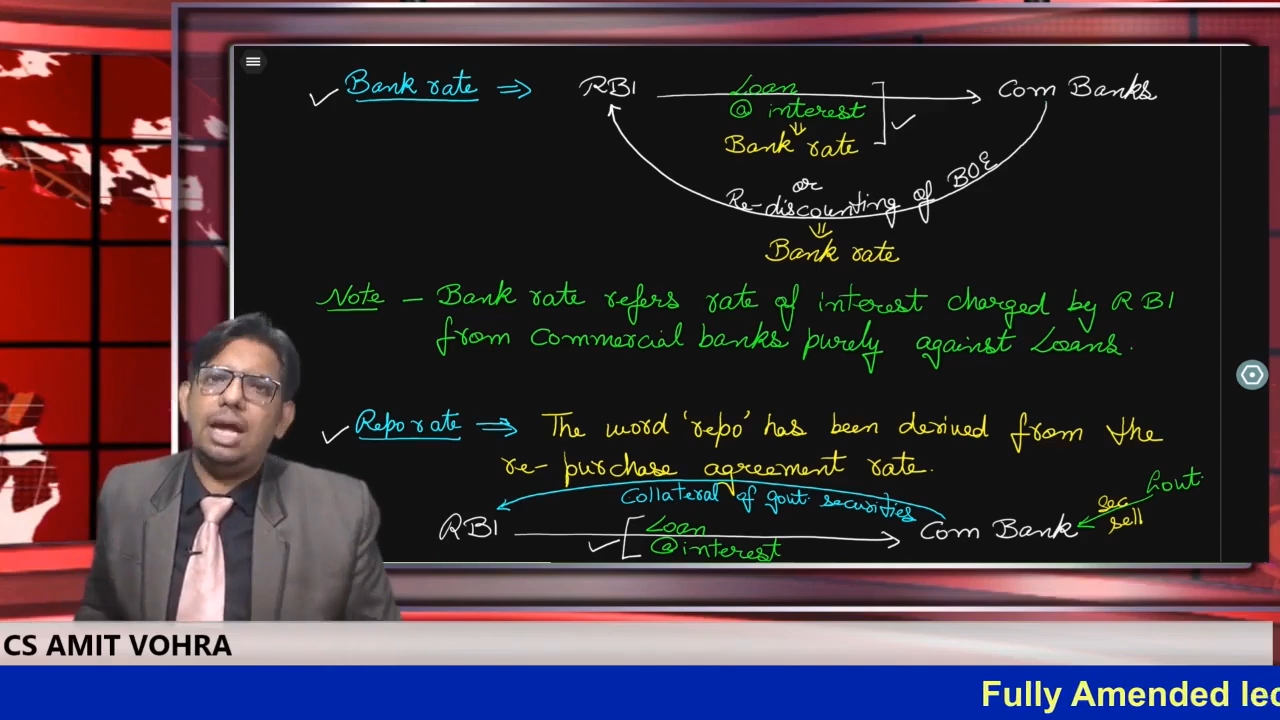 Bank rate ⇒ RBI Loan Com Banks
@ interest
Bank rate
or
Re-discounting of BOE
Bank rate
Note - Bank rate refers rate of interest charged by RBI
from commercial banks purely against Loans.
Repo rate ⇒ The word 'repo' has been derived from the
re-purchase agreement rate.
Collateral of govt securities
Govt.
sec
sell
RBI Loan Com Bank
@ interest
CS AMIT VOHRA
Fully Amended lec